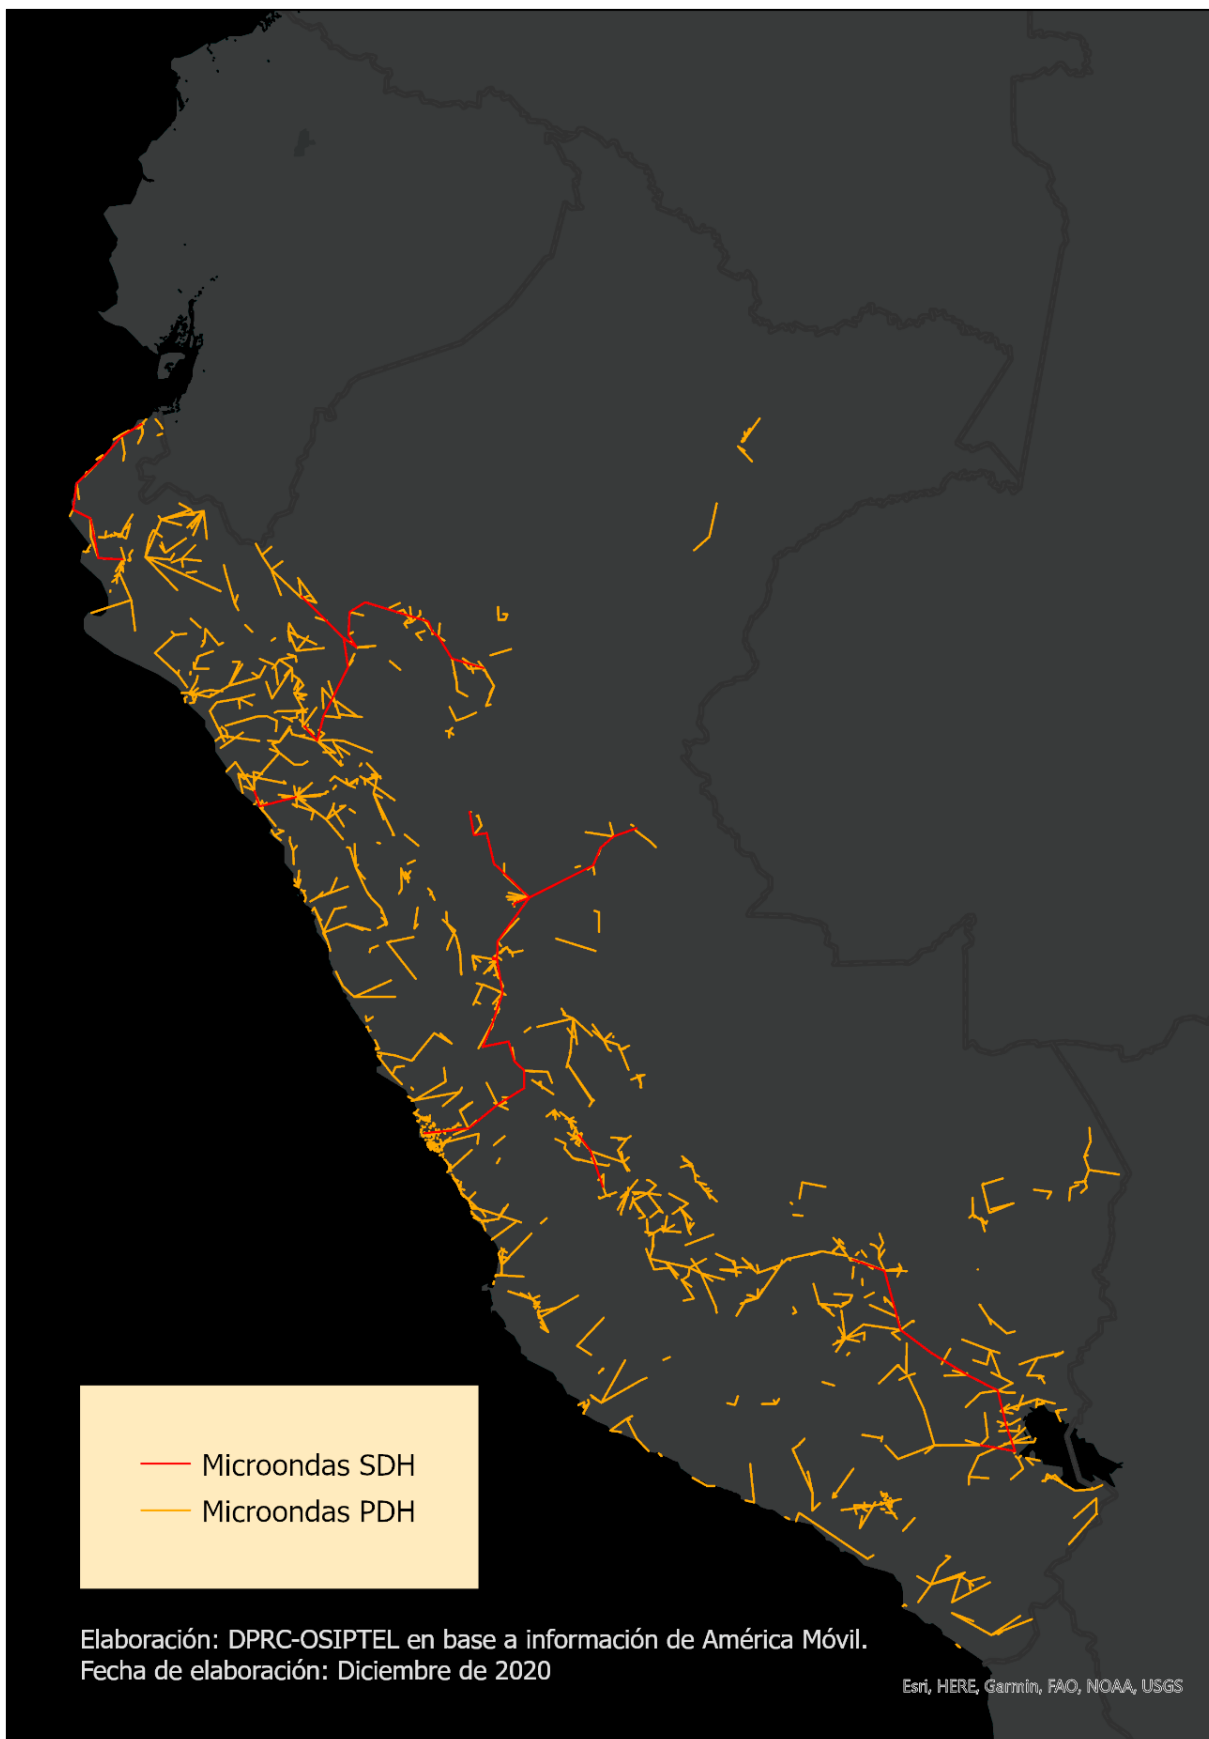 Microondas SDH
Microondas PDH
Elaboración: DPRC-OSIPTEL en base a información de América Móvil.
Fecha de elaboración: Diciembre de 2020
Esri, HERE, Garmin, FAO, NOAA, USGS